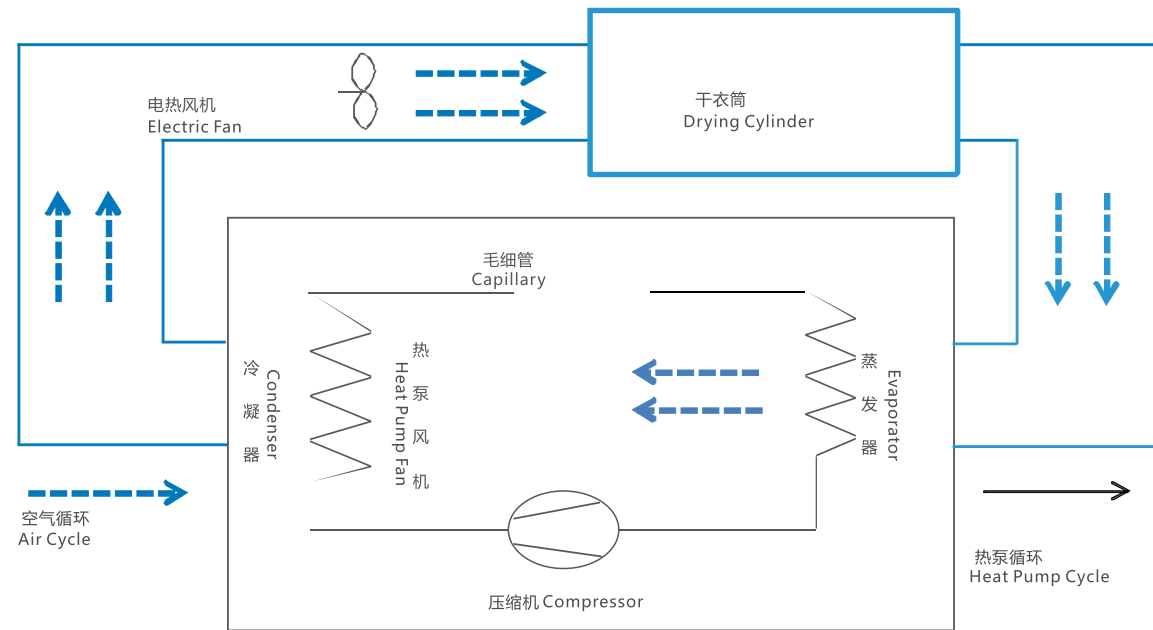 电热风机
Electric Fan
干衣筒
Drying Cylinder
毛细管
Capillary
冷凝器
Condenser
热泵风机
Heat Pump Fan
蒸发器
Evaporator
空气循环
Air Cycle
热泵循环
Heat Pump Cycle
压缩机 Compressor